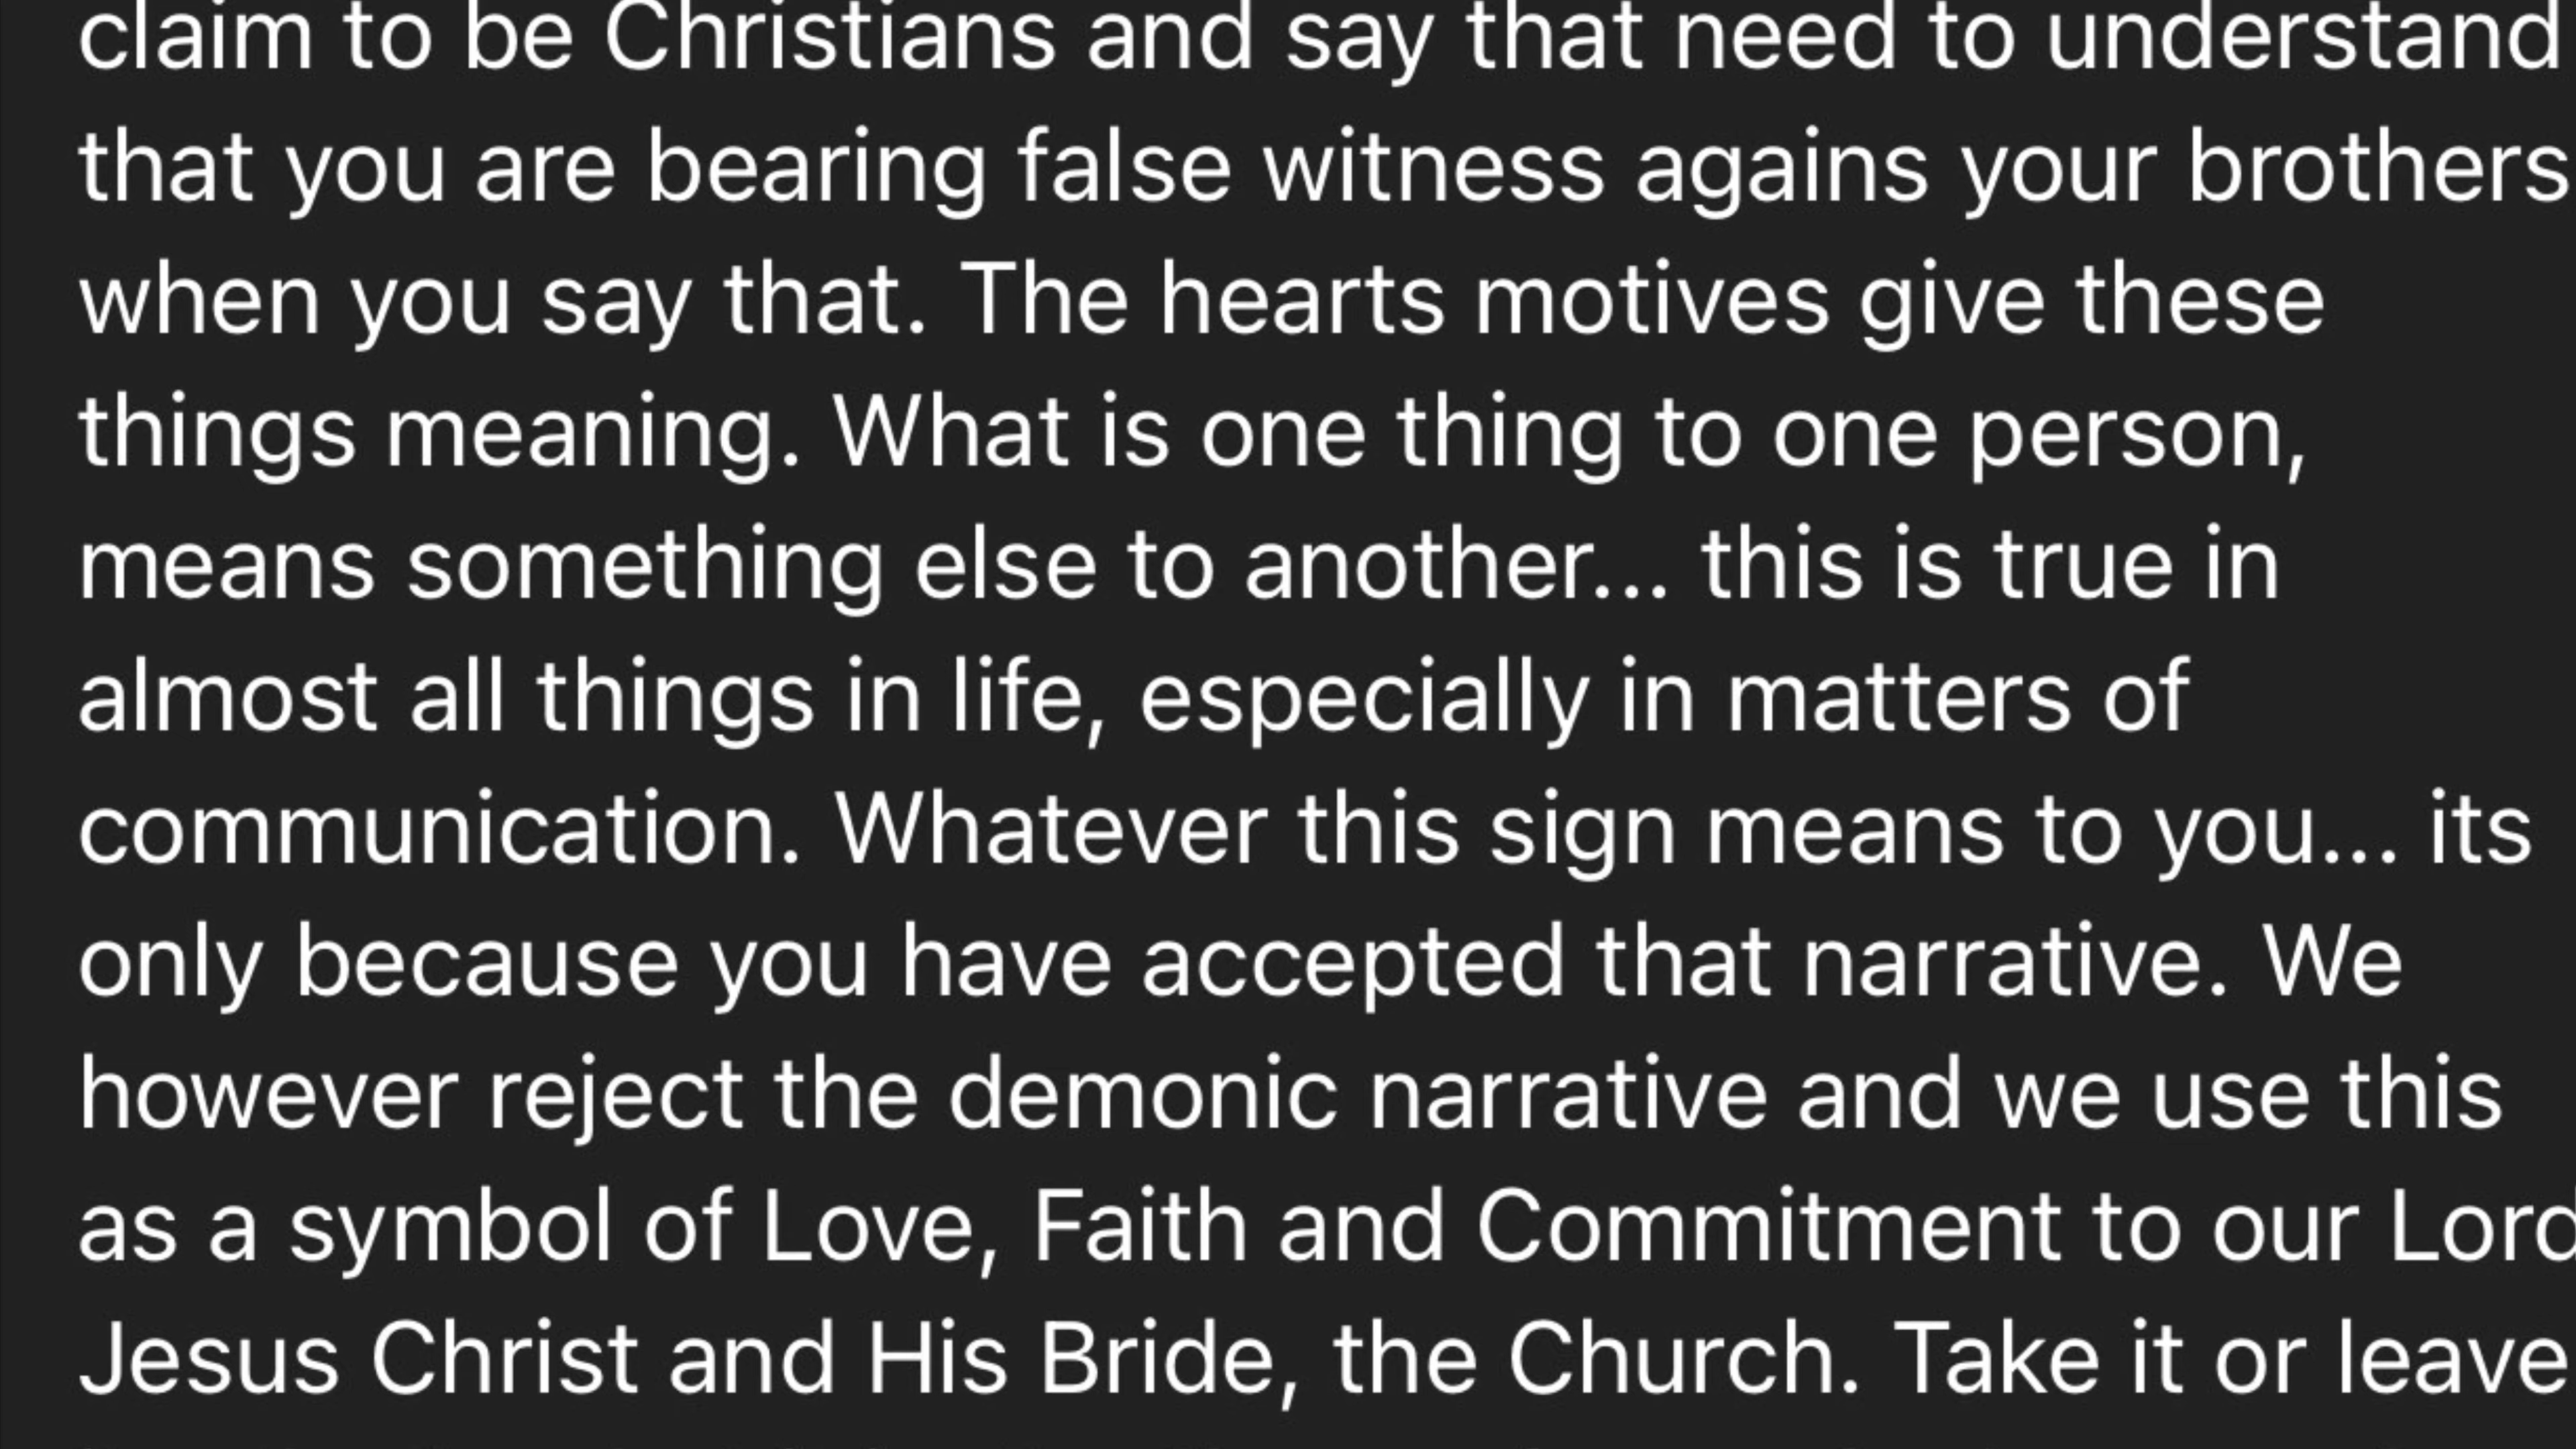 claim to be Christians and say that need to understand
that you are bearing false witness agains your brothers
when you say that. The hearts motives give these
things meaning. What is one thing to one person,
means something else to another... this is true in
almost all things in life, especially in matters of
communication. Whatever this sign means to you... its
only because you have accepted that narrative. We
however reject the demonic narrative and we use this
as a symbol of Love, Faith and Commitment to our Lord
Jesus Christ and His Bride, the Church. Take it or leave